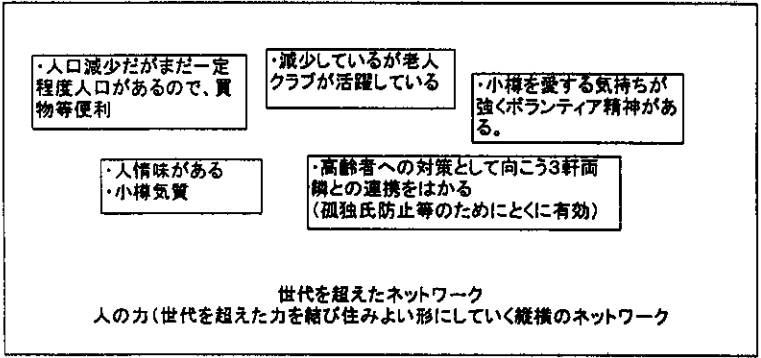 ・人口減少だがまだ一定
程度人口があるので、買
物等便利
・減少しているが老人
クラブが活躍している
・小樽を愛する気持ちが
強くボランティア精神があ
る。
・人情味がある
・小樽気質
・高齢者への対策として向こう3軒両
隣との連携をはかる
（孤独氏防止等のためにとくに有効）
世代を超えたネットワーク
人の力（世代を超えた力を結び住みよい形にしていく縦横のネットワーク